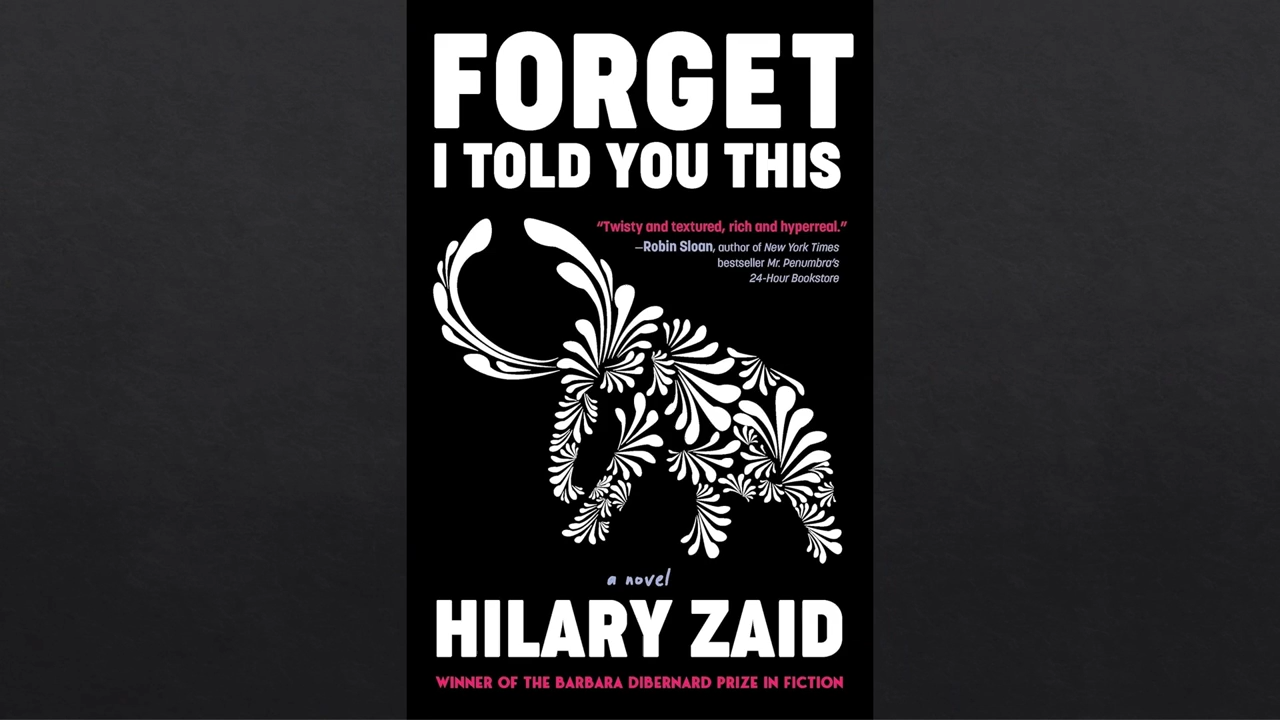 FORGET
I TOLD YOU THIS
“Twisty and textured, rich and hyperreal.”
—Robin Sloan, author of New York Times
bestseller Mr. Penumbra’s
24-Hour Bookstore
a novel
HILARY ZAID
WINNER OF THE BARBARA DIBERNARD PRIZE IN FICTION